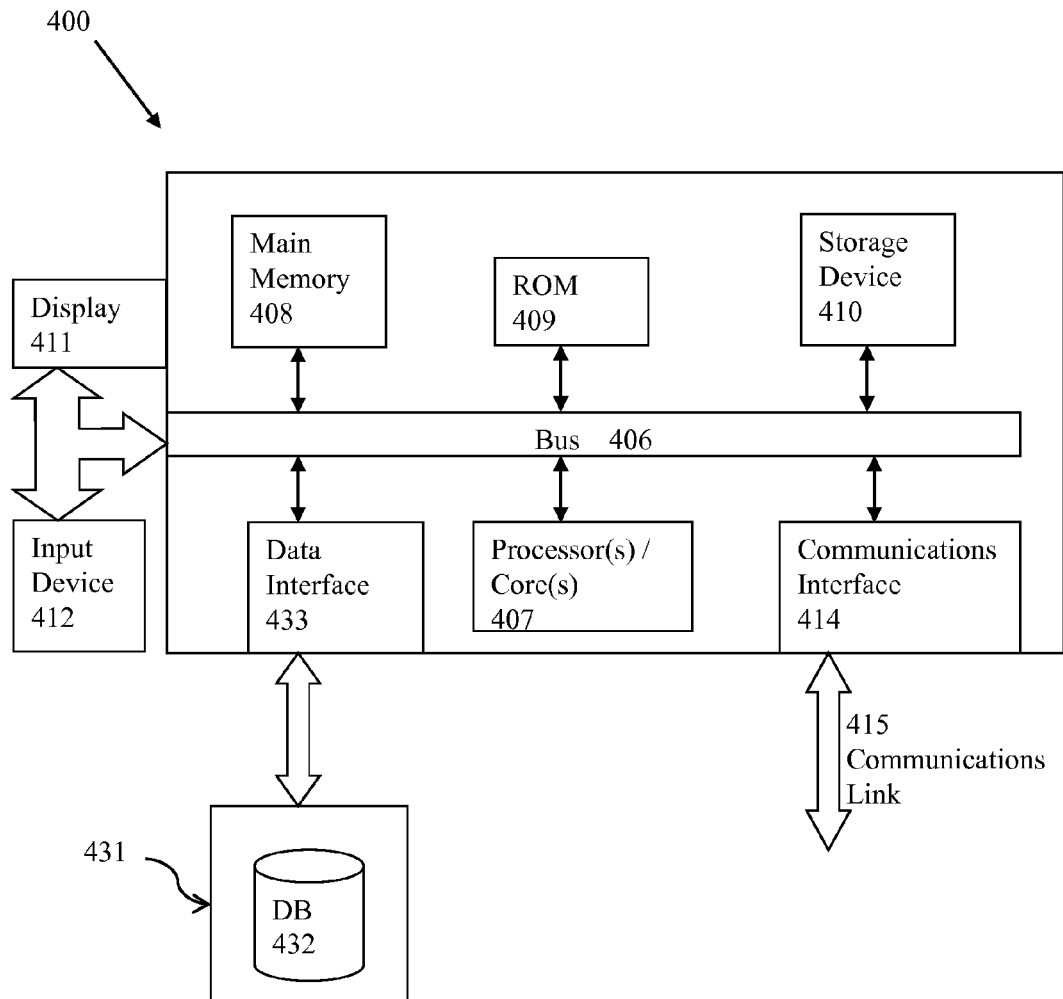 400
Main
Memory
408
ROM
409
Storage
Device
410
Display
411
Bus 406
Input
Device
412
Data
Interface
433
Processor(s) /
Core(s)
407
Communications
Interface
414
415
Communications
Link
431
DB
432